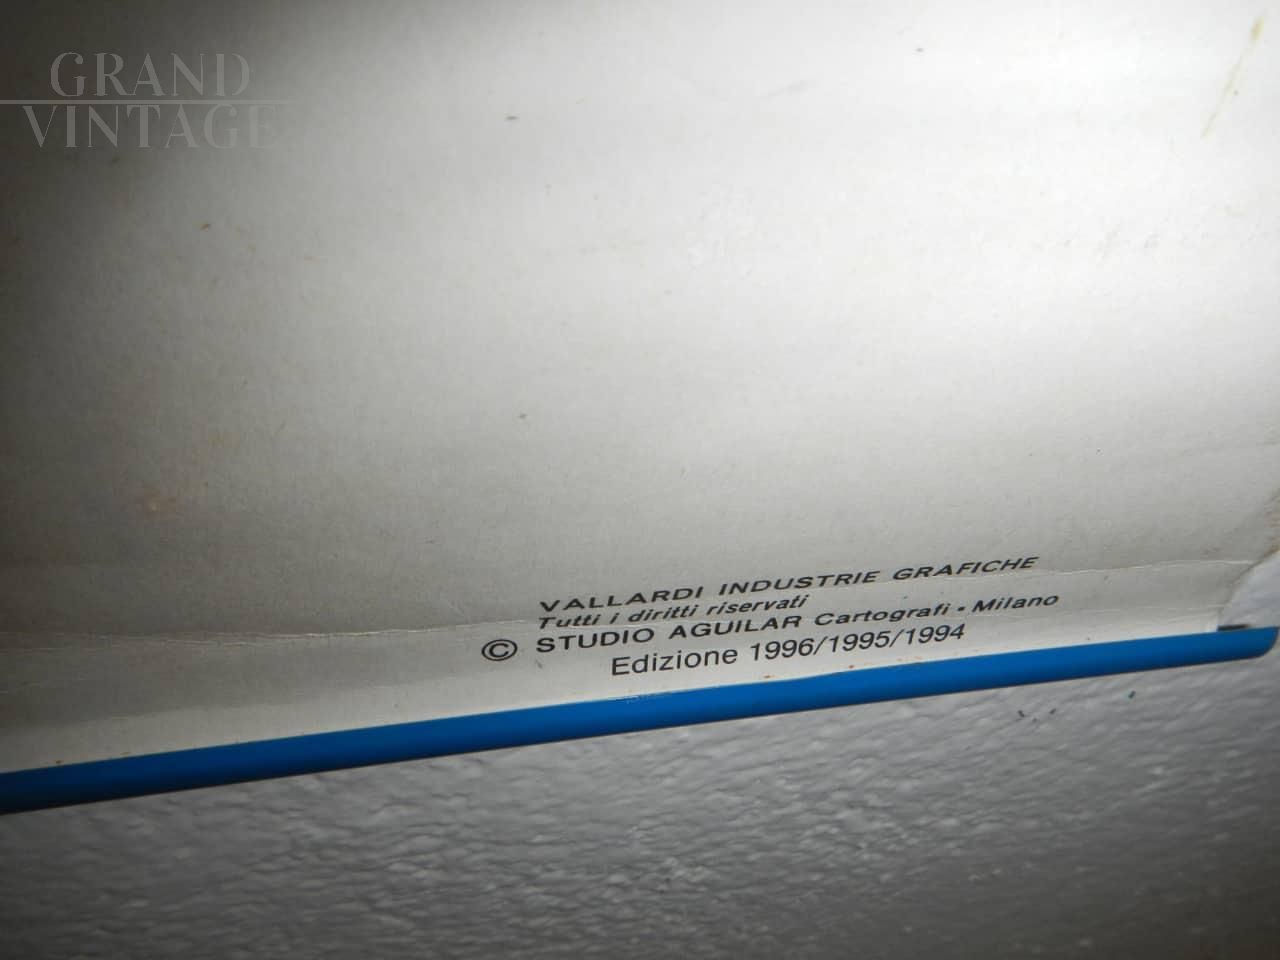 GRAND
VINTAGE
VALLARDI INDUSTRIE GRAFICHE
Tutti i diritti riservati
© STUDIO AGUILAR Cartografi - Milano
Edizione 1996/1995/1994